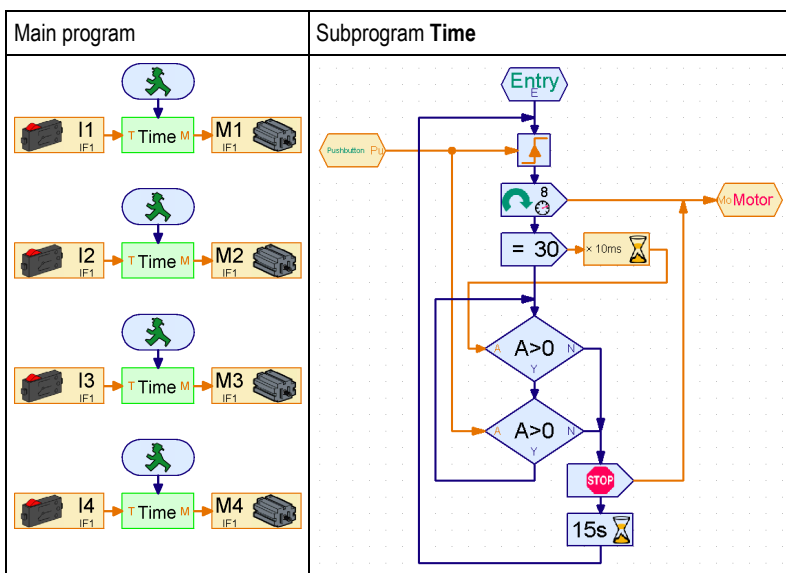 Main program
Subprogram Time
I1
IF1
T Time M
M1
IF1
I2
IF1
T Time M
M2
IF1
I3
IF1
T Time M
M3
IF1
I4
IF1
T Time M
M4
IF1
Entry
E
Pushbutton Pu
8
Mo Motor
= 30
× 10ms
A
A>0
N
Y
A
A>0
N
Y
STOP
15s